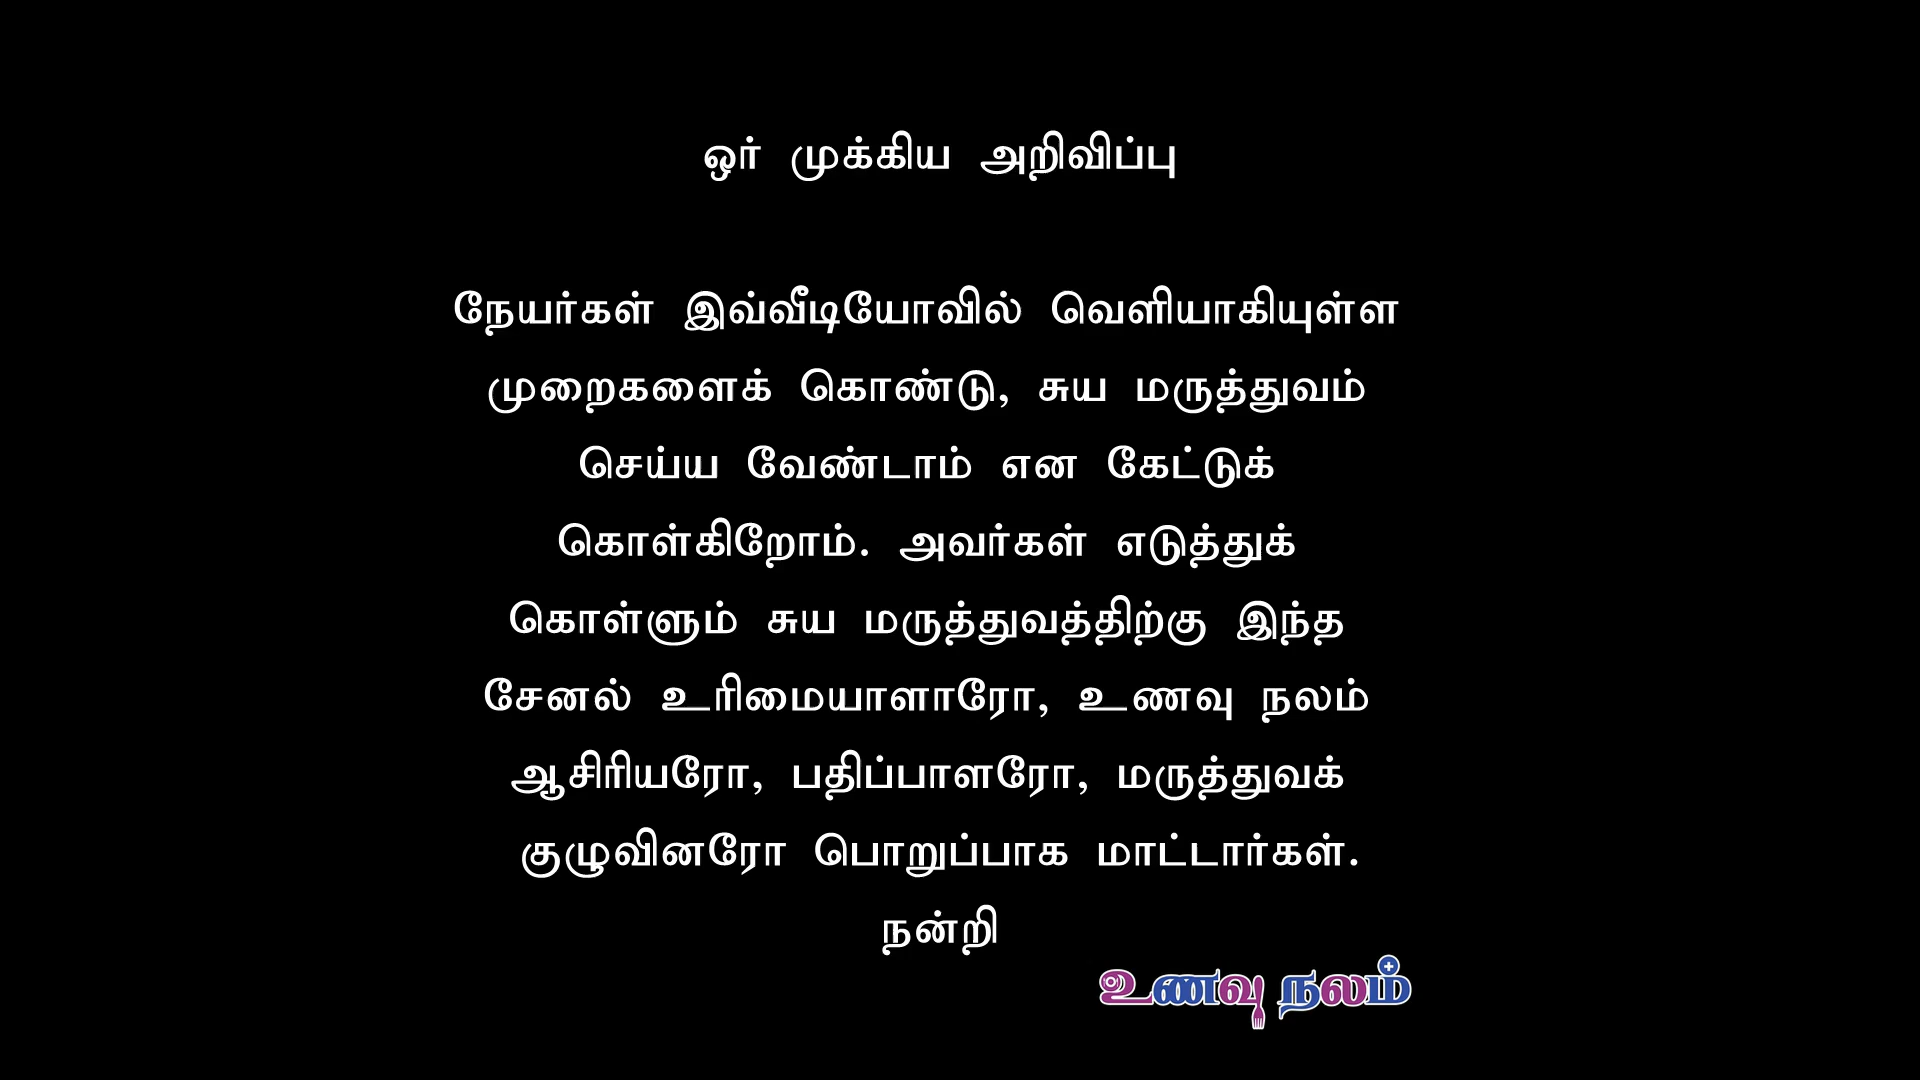 ஓர் முக்கிய அறிவிப்பு
நேயர்கள் இவ்வீடியோவில் வெளியாகியுள்ள
முறைகளைக் கொண்டு, சுய மருத்துவம்
செய்ய வேண்டாம் என கேட்டுக்
கொள்கிறோம். அவர்கள் எடுத்துக்
கொள்ளும் சுய மருத்துவத்திற்கு இந்த
சேனல் உரிமையாளாரோ, உணவு நலம்
ஆசிரியரோ, பதிப்பாளரோ, மருத்துவக்
குழுவினரோ பொறுப்பாக மாட்டார்கள்.
நன்றி
உணவு நலம்